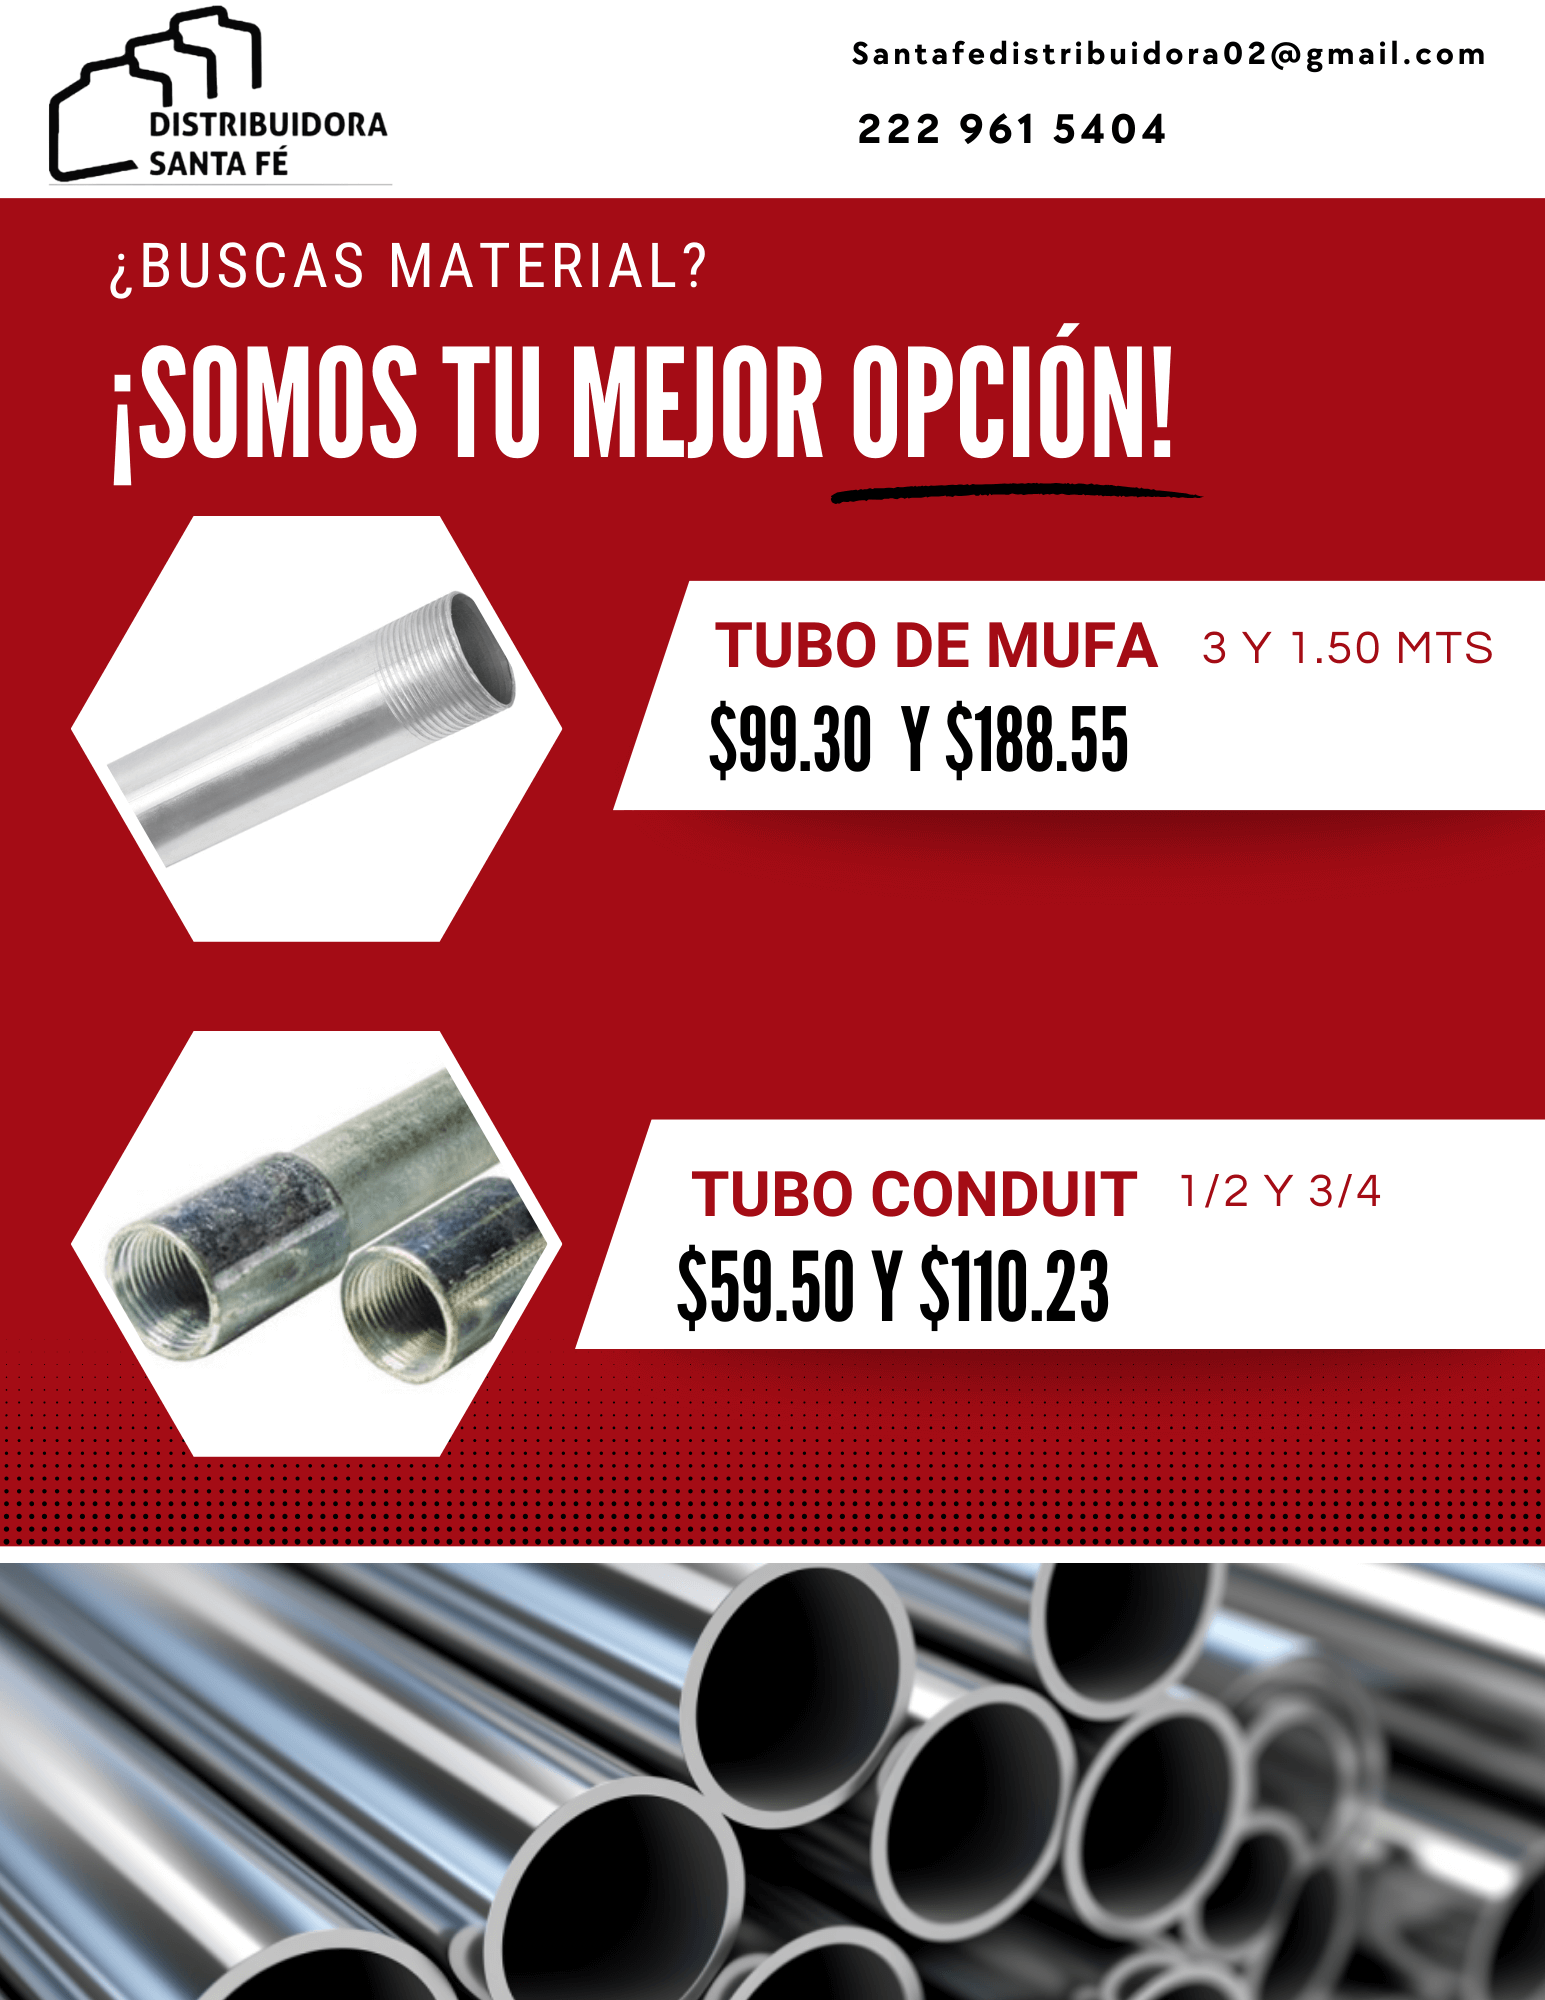 DISTRIBUIDORA
SANTA FÉ
Santafedistribuidora02@gmail.com
222 961 5404
¿BUSCAS MATERIAL?
¡SOMOS TU MEJOR OPCIÓN!
TUBO DE MUFA 3 Y 1.50 MTS
$99.30 Y $188.55
TUBO CONDUIT 1/2 Y 3/4
$59.50 Y $110.23